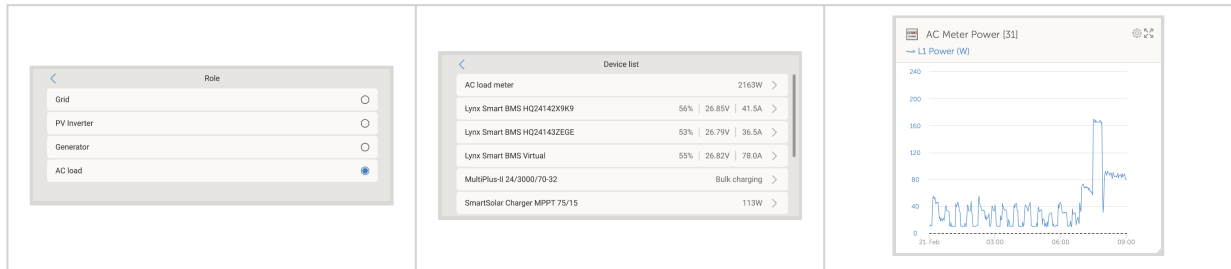 Role
Grid
PV Inverter
Generator
AC load
Device list
AC load meter 2163W
Lynx Smart BMS HQ24142X9K9 56% 26.85V 41.5A
Lynx Smart BMS HQ24143ZEGE 53% 26.79V 36.5A
Lynx Smart BMS Virtual 55% 26.82V 78.0A
MultiPlus-II 24/3000/70-32 Bulk charging
SmartSolar Charger MPPT 75/15 113W
AC Meter Power [31]
L1 Power (W)
240
200
160
120
80
40
0
21. Feb 03:00 06:00 09:00